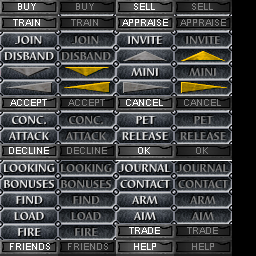 BUY BUY SELL SELL
TRAIN TRAIN APPRAISE APPRAISE
JOIN JOIN INVITE INVITE
DISBAND DISBAND
MINI MINI
ACCEPT ACCEPT CANCEL CANCEL
CONC. CONC. PET PET
ATTACK ATTACK RELEASE RELEASE
DECLINE DECLINE OK OK
LOOKING LOOKING JOURNAL JOURNAL
BONUSES BONUSES CONTACT CONTACT
FIND FIND ARM ARM
LOAD LOAD AIM AIM
FIRE FIRE TRADE TRADE
FRIENDS FRIENDS HELP HELP